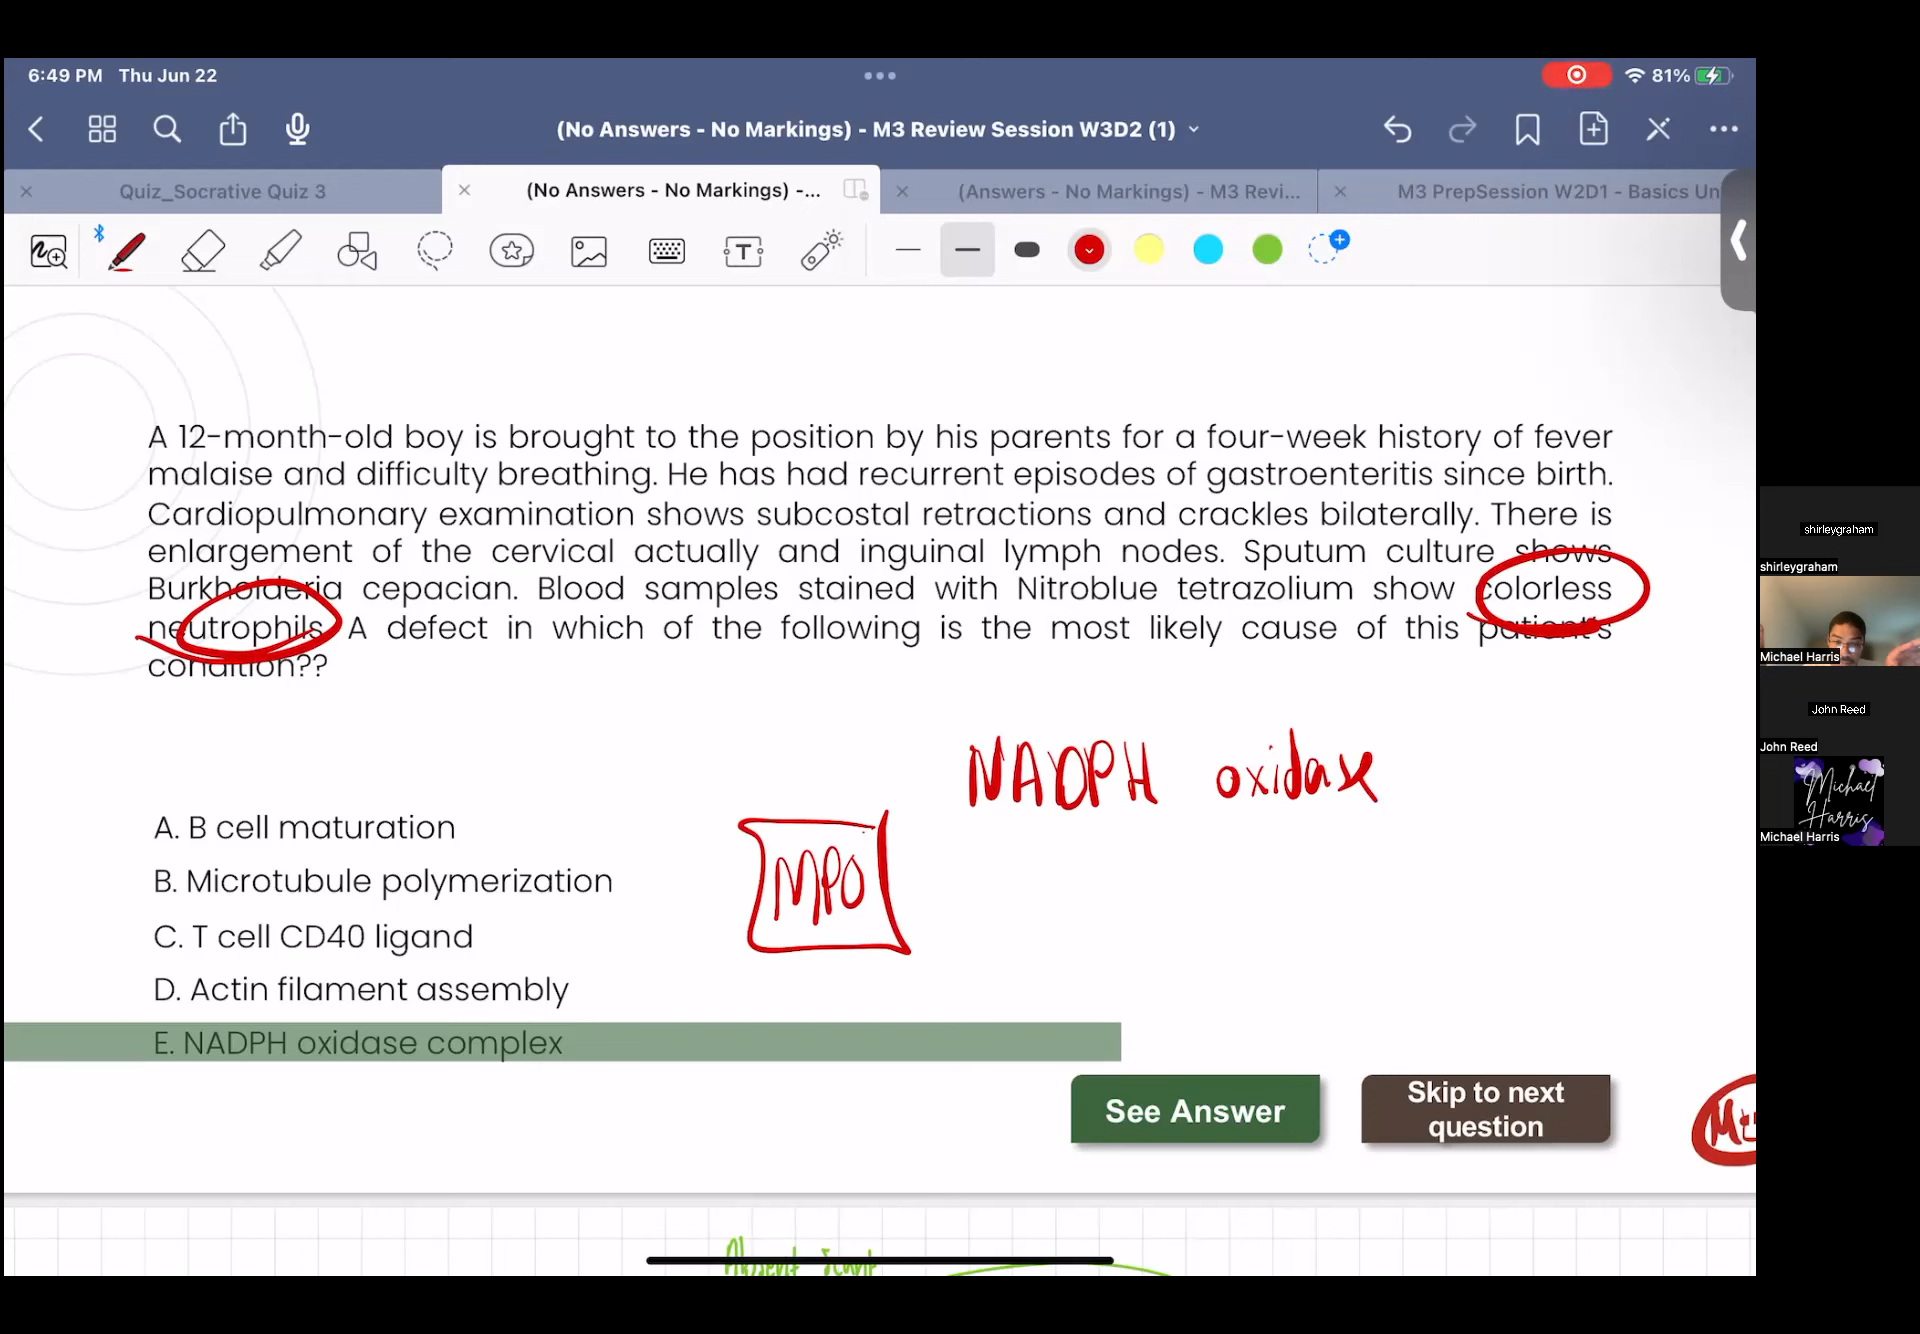 6:49 PM Thu Jun 22
81%
(No Answers - No Markings) - M3 Review Session W3D2 (1)
Quiz_Socrative Quiz 3
(No Answers - No Markings) -...
(Answers - No Markings) - M3 Revi...
M3 PrepSession W2D1 - Basics Un
T
A 12-month-old boy is brought to the position by his parents for a four-week history of fever
malaise and difficulty breathing. He has had recurrent episodes of gastroenteritis since birth.
Cardiopulmonary examination shows subcostal retractions and crackles bilaterally. There is
enlargement of the cervical actually and inguinal lymph nodes. Sputum culture shows
Burkholderia cepacian. Blood samples stained with Nitroblue tetrazolium show colorless
neutrophils. A defect in which of the following is the most likely cause of this patient's
condition??
NADPH oxidase
MPO
A. B cell maturation
B. Microtubule polymerization
C. T cell CD40 ligand
D. Actin filament assembly
E. NADPH oxidase complex
See Answer
Skip to next
question
Absent
shirleygraham
shirleygraham
Michael Harris
John Reed
John Reed
Michael
Harris
Michael Harris